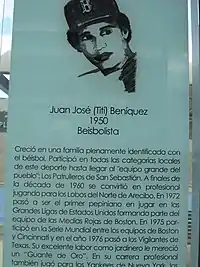 B
Juan José (Titi) Beníquez
1950
Beisbolista
Creció en una familia plenamente identificada con
el béisbol. Participó en todas las categorías locales
de este deporte hasta llegar al "equipo grande del
pueblo": Los Patrulleros de San Sebastián. A finales de
la década de 1960 se convirtió en profesional
jugando para los Lobos del Norte de Arecibo. En 1972
pasó a ser el primer pepiniano en jugar en las
Grandes Ligas de Estados Unidos formando parte del
equipo de las Medias Rojas de Boston. En 1975 par-
ticipó en la Serie Mundial entre los equipos de Boston
y Cincinnati y en el año 1976 pasó a los Vigilantes de
Texas. Su excelente labor como jardinero le mereció
un "Guante de Oro". En su carrera profesional
también jugó para los Yankees de Nueva York, los